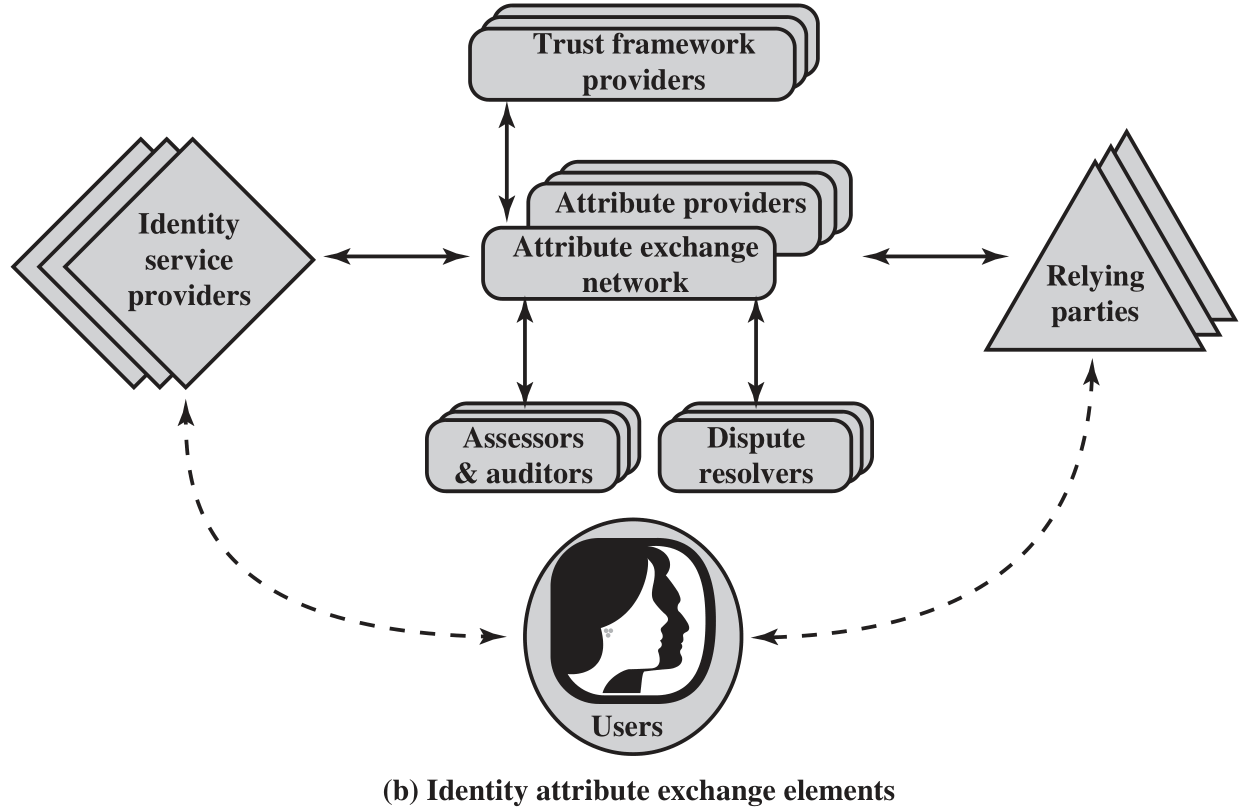 Trust framework
providers
Attribute providers
Identity
service
providers
Attribute exchange
network
Relying
parties
Assessors
& auditors
Dispute
resolvers
Users
(b) Identity attribute exchange elements